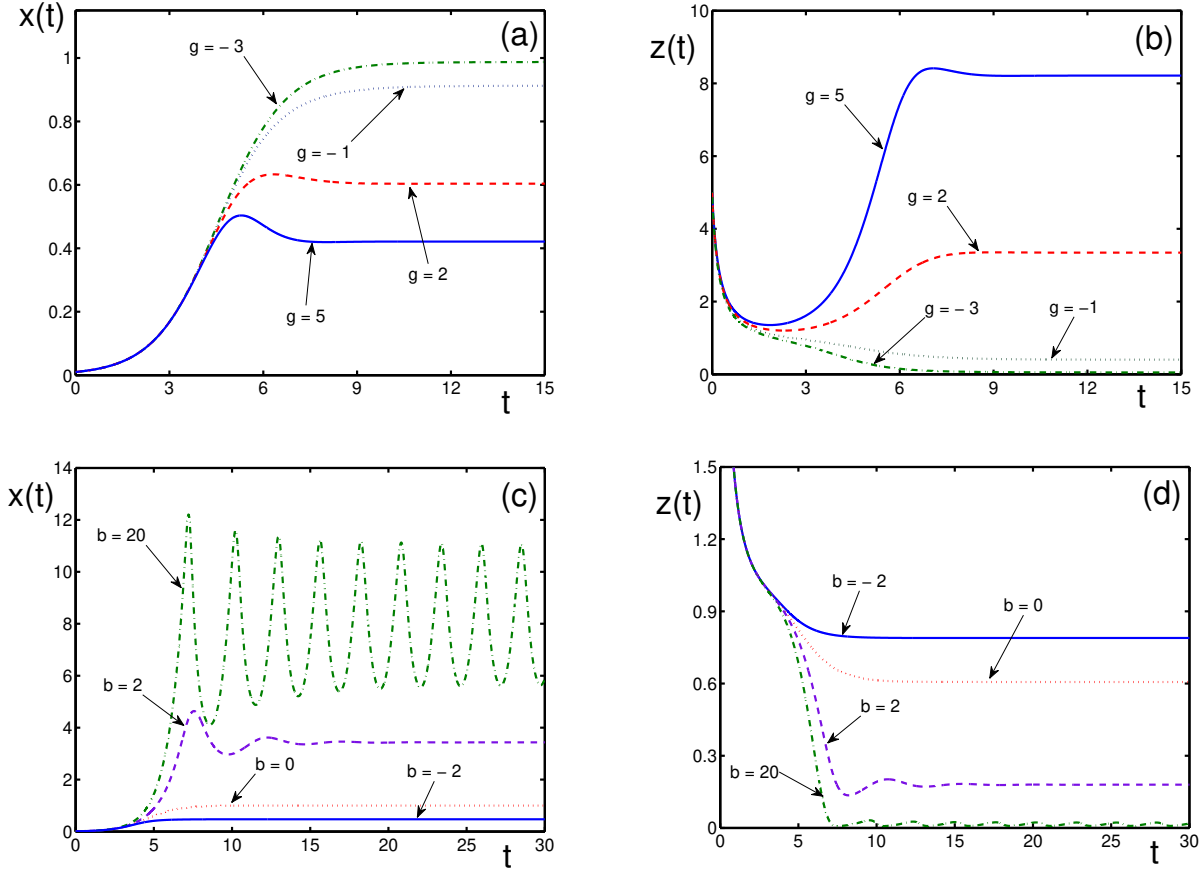 x(t)
(a)
g = − 3
1
0.8
g = − 1
0.6
0.4
g = 2
0.2
g = 5
0
0 3 6 9 12 15
t
z(t)
(b)
10
8
g = 5
6
g = 2
4
2
g = − 3
g = −1
0
0 3 6 9 12 15
t
x(t)
(c)
14
12
b = 20
10
8
6
b = 2
4
2
b = 0
b = − 2
0
0 5 10 15 20 25 30
t
z(t)
(d)
1.5
1.2
b = − 2
0.9
b = 0
0.6
b = 2
0.3
b = 20
0
0 5 10 15 20 25 30
t